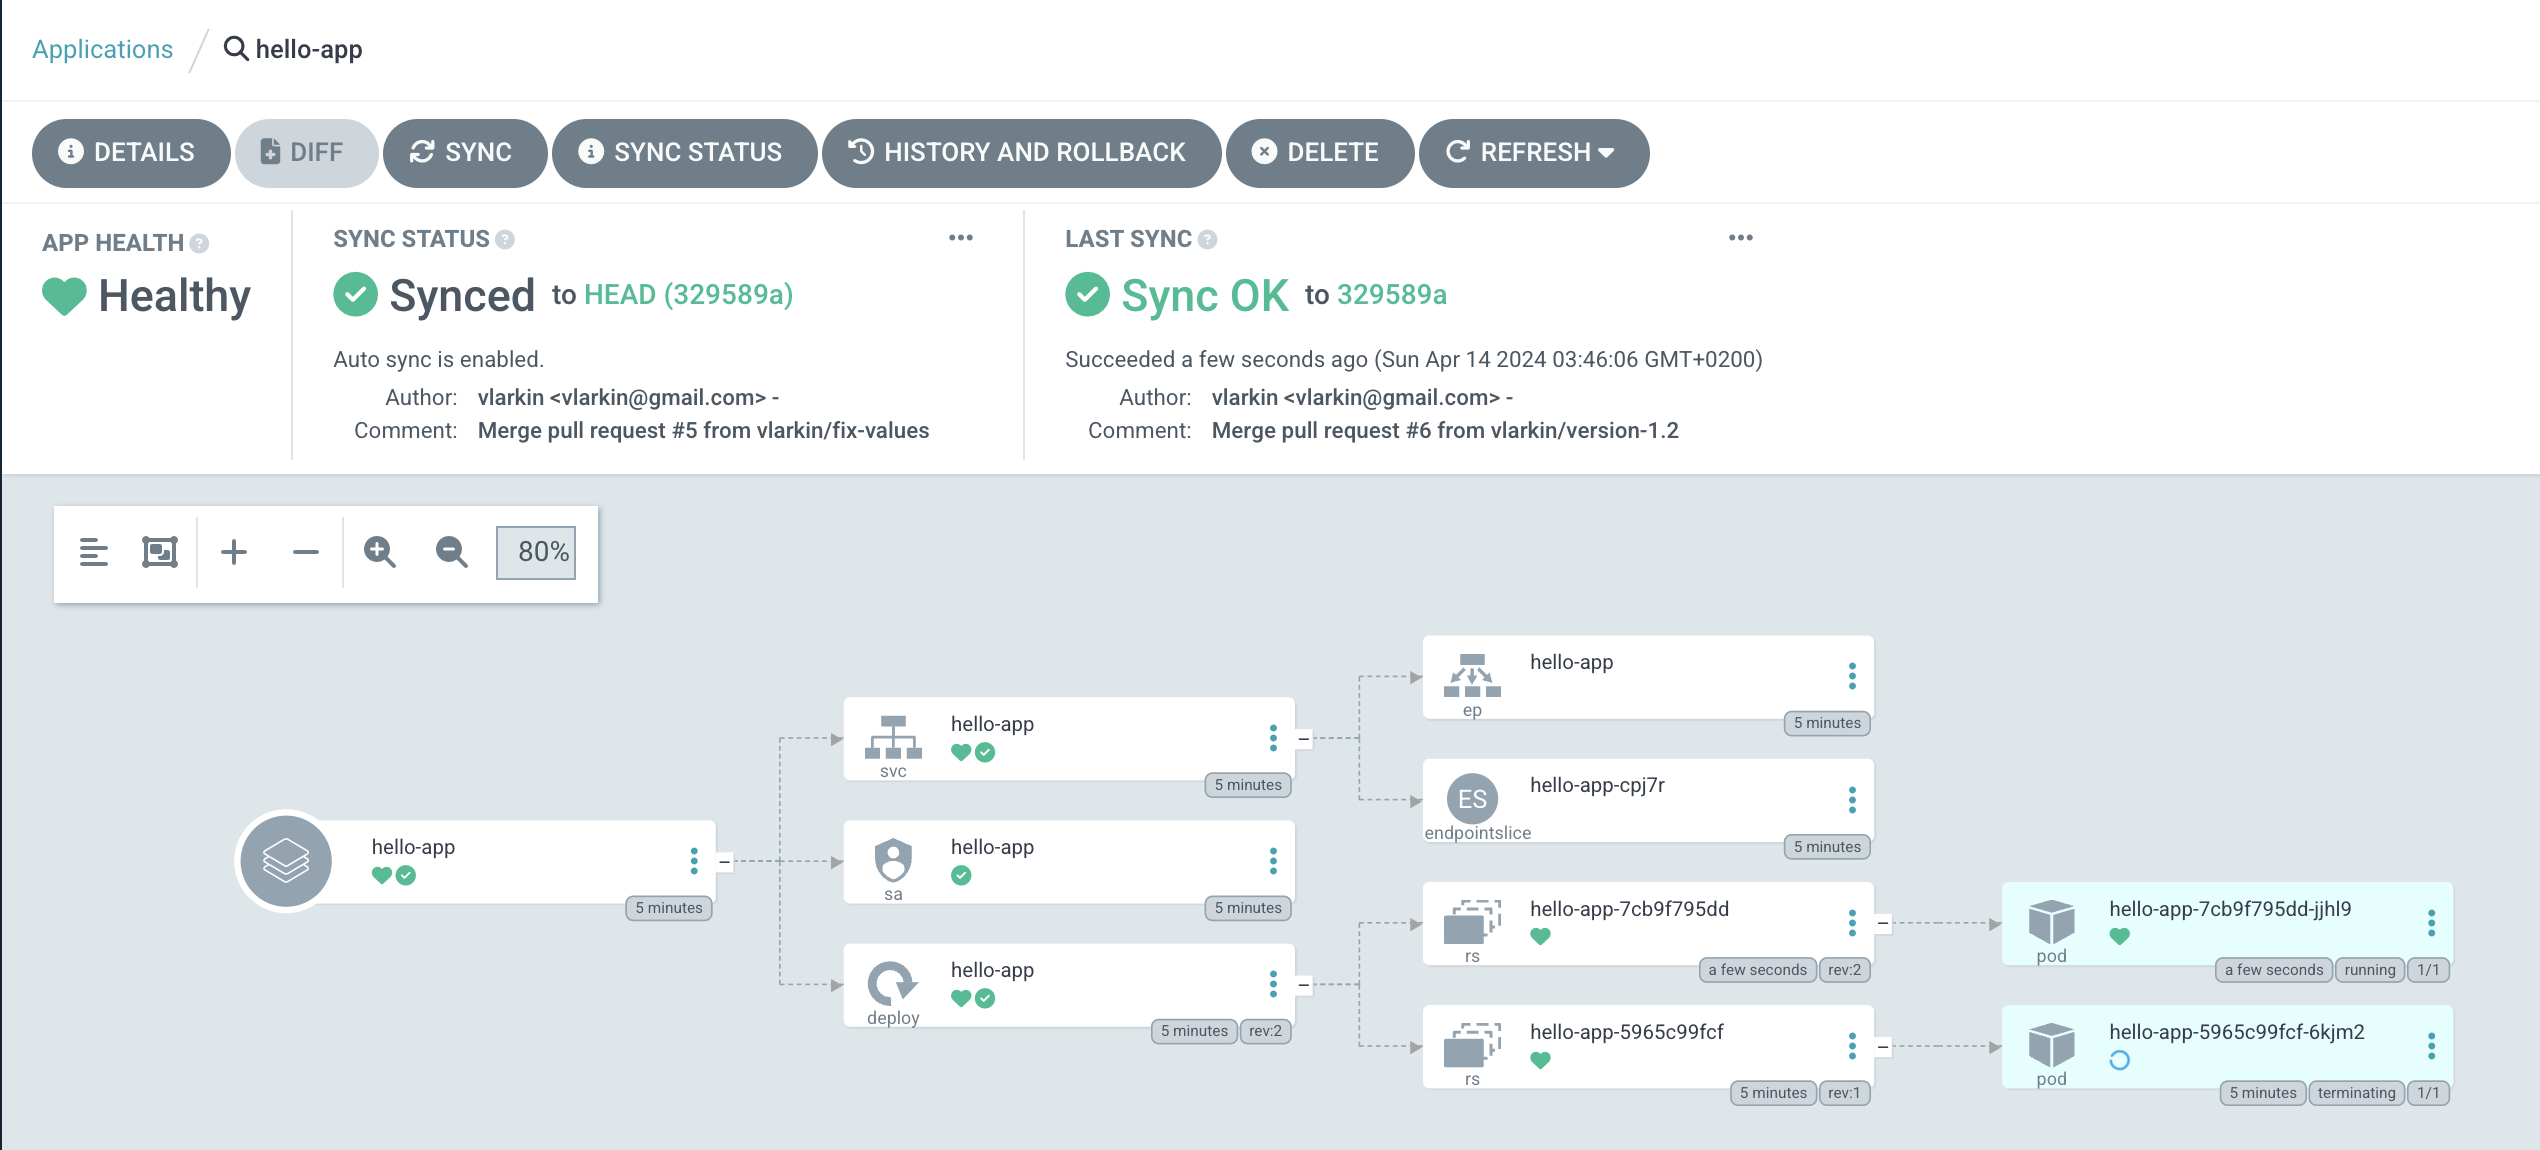 Applications / hello-app
DETAILS DIFF SYNC SYNC STATUS HISTORY AND ROLLBACK DELETE REFRESH
APP HEALTH ?
Healthy
SYNC STATUS ?
Synced to HEAD (329589a)
Auto sync is enabled.
Author: vlarkin <vlarkin@gmail.com> -
Comment: Merge pull request #5 from vlarkin/fix-values
LAST SYNC ?
Sync OK to 329589a
Succeeded a few seconds ago (Sun Apr 14 2024 03:46:06 GMT+0200)
Author: vlarkin <vlarkin@gmail.com> -
Comment: Merge pull request #6 from vlarkin/version-1.2
80%
hello-app
5 minutes
hello-app
svc
5 minutes
hello-app
sa
5 minutes
hello-app
deploy
5 minutes rev:2
hello-app
ep
5 minutes
ES
hello-app-cpj7r
endpointslice
5 minutes
hello-app-7cb9f795dd
rs
a few seconds rev:2
hello-app-5965c99fcf
rs
5 minutes rev:1
hello-app-7cb9f795dd-jjhl9
pod
a few seconds running 1/1
hello-app-5965c99fcf-6kjm2
pod
5 minutes terminating 1/1